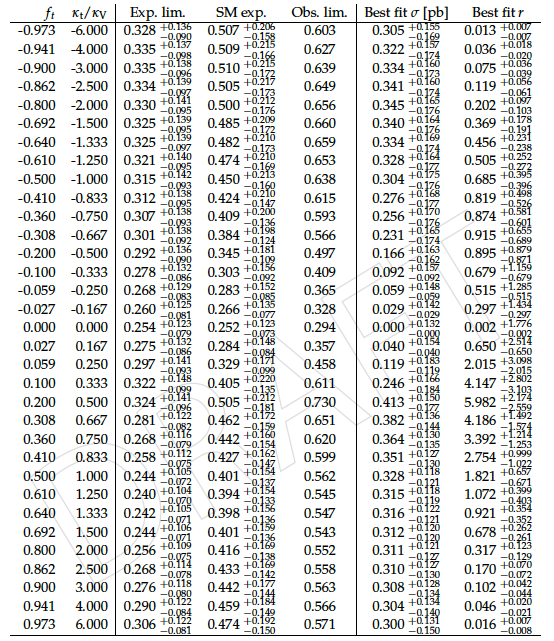 f_t κ_t/κ_V Exp. lim. SM exp. Obs. lim. Best fit σ [pb] Best fit r
-0.973 -6.000 0.328 +0.136 −0.090 0.507 +0.206 −0.158 0.603 0.305 +0.155 −0.169 0.013 +0.007 −0.007
-0.941 -4.000 0.335 +0.137 −0.098 0.509 +0.215 −0.166 0.627 0.322 +0.157 −0.174 0.036 +0.018 −0.020
-0.900 -3.000 0.335 +0.138 −0.096 0.510 +0.215 −0.172 0.639 0.334 +0.160 −0.173 0.075 +0.036 −0.039
-0.862 -2.500 0.334 +0.139 −0.097 0.505 +0.217 −0.173 0.649 0.341 +0.160 −0.174 0.119 +0.056 −0.061
-0.800 -2.000 0.330 +0.141 −0.095 0.500 +0.212 −0.176 0.656 0.345 +0.165 −0.176 0.202 +0.097 −0.103
-0.692 -1.500 0.325 +0.139 −0.095 0.485 +0.209 −0.172 0.660 0.340 +0.164 −0.176 0.369 +0.178 −0.191
-0.640 -1.333 0.325 +0.139 −0.097 0.482 +0.210 −0.173 0.659 0.334 +0.169 −0.174 0.456 +0.231 −0.238
-0.610 -1.250 0.321 +0.140 −0.095 0.474 +0.210 −0.169 0.653 0.328 +0.164 −0.177 0.505 +0.252 −0.272
-0.500 -1.000 0.315 +0.142 −0.093 0.450 +0.213 −0.160 0.638 0.304 +0.175 −0.176 0.685 +0.395 −0.396
-0.410 -0.833 0.312 +0.138 −0.095 0.424 +0.210 −0.147 0.615 0.276 +0.168 −0.177 0.819 +0.498 −0.526
-0.360 -0.750 0.307 +0.138 −0.093 0.409 +0.200 −0.136 0.593 0.256 +0.170 −0.176 0.874 +0.581 −0.601
-0.308 -0.667 0.301 +0.138 −0.092 0.384 +0.198 −0.124 0.566 0.231 +0.165 −0.174 0.915 +0.655 −0.689
-0.200 -0.500 0.292 +0.136 −0.090 0.345 +0.181 −0.109 0.497 0.166 +0.163 −0.162 0.895 +0.879 −0.871
-0.100 -0.333 0.278 +0.132 −0.086 0.303 +0.156 −0.092 0.409 0.092 +0.157 −0.092 0.679 +1.159 −0.679
-0.059 -0.250 0.268 +0.129 −0.083 0.283 +0.152 −0.085 0.365 0.059 +0.148 −0.059 0.515 +1.285 −0.515
-0.027 -0.167 0.260 +0.125 −0.081 0.266 +0.135 −0.077 0.328 0.029 +0.142 −0.029 0.297 +1.434 −0.297
0.000 0.000 0.254 +0.123 −0.079 0.252 +0.123 −0.073 0.294 0.000 +0.132 −0.000 0.002 +1.776 −0.002
0.027 0.167 0.275 +0.132 −0.086 0.284 +0.148 −0.084 0.357 0.040 +0.154 −0.040 0.650 +2.514 −0.650
0.059 0.250 0.297 +0.141 −0.093 0.329 +0.171 −0.099 0.458 0.119 +0.183 −0.119 2.015 +3.098 −2.015
0.100 0.333 0.322 +0.148 −0.099 0.405 +0.220 −0.135 0.611 0.246 +0.166 −0.184 4.147 +2.802 −3.103
0.200 0.500 0.324 +0.141 −0.096 0.505 +0.212 −0.181 0.730 0.413 +0.150 −0.177 5.982 +2.174 −2.559
0.308 0.667 0.281 +0.122 −0.082 0.462 +0.172 −0.159 0.651 0.382 +0.136 −0.144 4.186 +1.492 −1.574
0.360 0.750 0.268 +0.116 −0.079 0.442 +0.160 −0.154 0.620 0.364 +0.130 −0.135 3.392 +1.214 −1.253
0.410 0.833 0.258 +0.112 −0.075 0.427 +0.162 −0.147 0.599 0.351 +0.127 −0.130 2.754 +0.999 −1.022
0.500 1.000 0.244 +0.105 −0.072 0.401 +0.154 −0.137 0.562 0.328 +0.118 −0.121 1.821 +0.657 −0.671
0.610 1.250 0.240 +0.104 −0.070 0.394 +0.154 −0.133 0.545 0.315 +0.118 −0.119 1.072 +0.399 −0.403
0.640 1.333 0.242 +0.105 −0.071 0.398 +0.156 −0.136 0.547 0.316 +0.122 −0.121 0.921 +0.354 −0.352
0.692 1.500 0.244 +0.106 −0.071 0.401 +0.159 −0.136 0.543 0.312 +0.120 −0.120 0.678 +0.262 −0.261
0.800 2.000 0.256 +0.109 −0.075 0.416 +0.169 −0.138 0.552 0.311 +0.121 −0.127 0.317 +0.123 −0.129
0.862 2.500 0.268 +0.114 −0.078 0.433 +0.169 −0.142 0.558 0.310 +0.127 −0.130 0.170 +0.070 −0.072
0.900 3.000 0.276 +0.118 −0.080 0.442 +0.177 −0.144 0.563 0.308 +0.128 −0.134 0.102 +0.042 −0.044
0.941 4.000 0.290 +0.122 −0.084 0.459 +0.184 −0.149 0.566 0.304 +0.134 −0.140 0.046 +0.020 −0.021
0.973 6.000 0.306 +0.122 −0.081 0.474 +0.192 −0.150 0.571 0.300 +0.131 −0.150 0.016 +0.007 −0.008
DRAFT